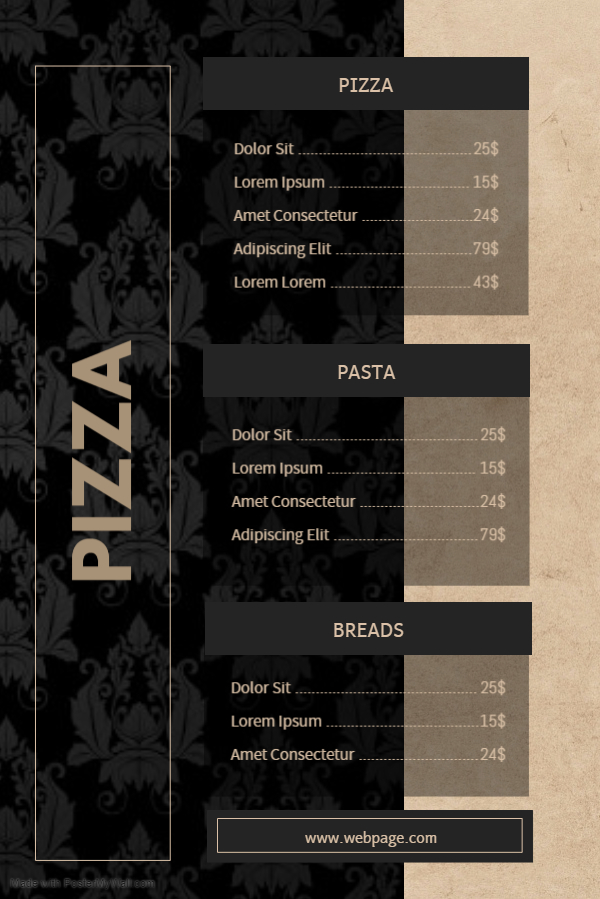 PIZZA
PIZZA
Dolor Sit 25$
Lorem Ipsum 15$
Amet Consectetur 24$
Adipiscing Elit 79$
Lorem Lorem 43$
PASTA
Dolor Sit 25$
Lorem Ipsum 15$
Amet Consectetur 24$
Adipiscing Elit 79$
BREADS
Dolor Sit 25$
Lorem Ipsum 15$
Amet Consectetur 24$
www.webpage.com
Made with PosterMyWall.com